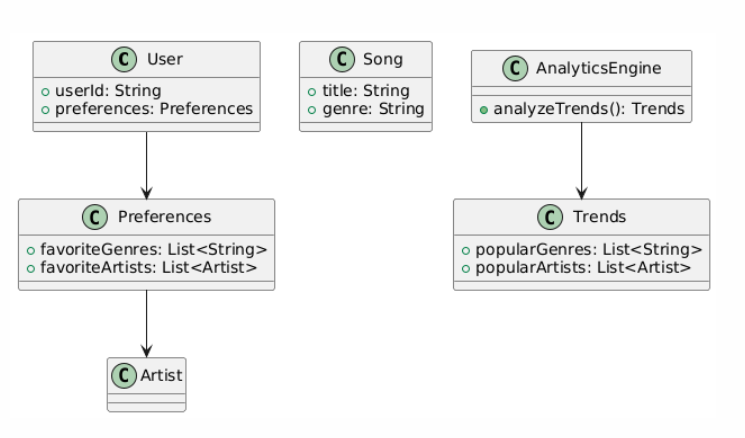 C User
userId: String
preferences: Preferences
C Song
title: String
genre: String
C AnalyticsEngine
analyzeTrends(): Trends
C Preferences
favoriteGenres: List<String>
favoriteArtists: List<Artist>
C Trends
popularGenres: List<String>
popularArtists: List<Artist>
C Artist